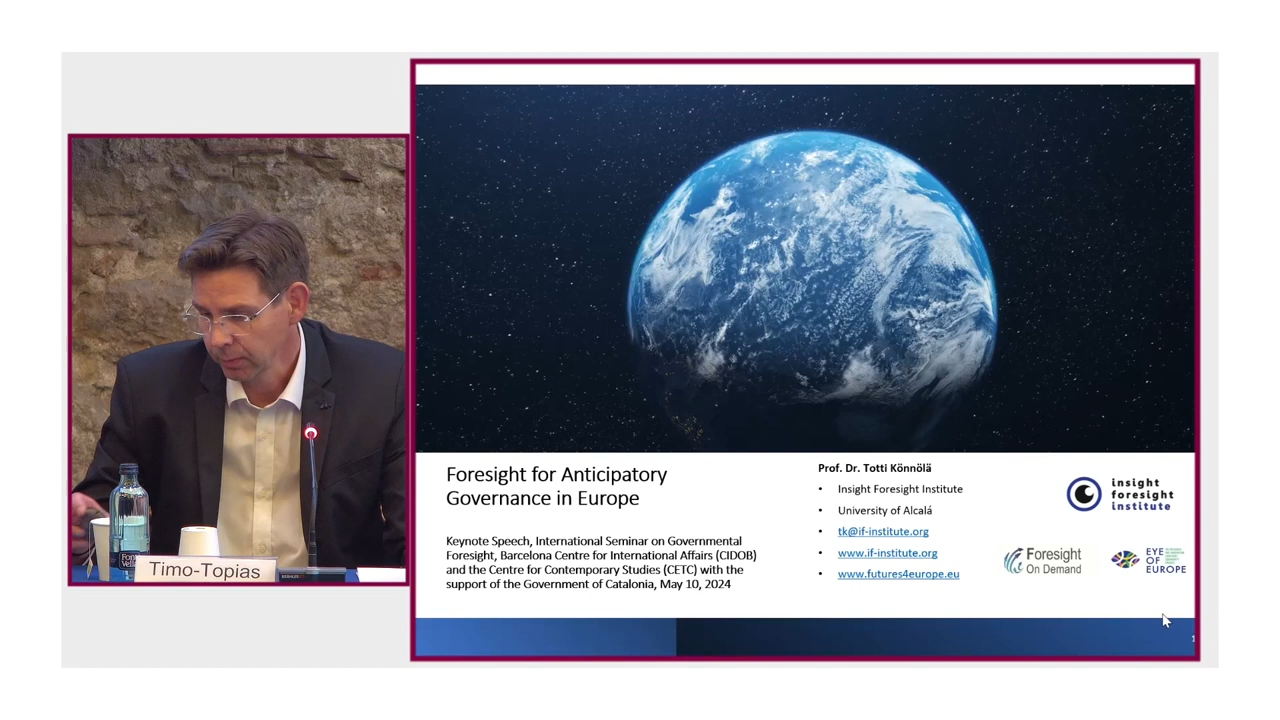 Timo-Topias
Foresight for Anticipatory
Governance in Europe
Keynote Speech, International Seminar on Governmental
Foresight, Barcelona Centre for International Affairs (CIDOB)
and the Centre for Contemporary Studies (CETC) with the
support of the Government of Catalonia, May 10, 2024
Prof. Dr. Totti Könnölä
• Insight Foresight Institute
• University of Alcalá
• tk@if-institute.org
• www.if-institute.org
• www.futures4europe.eu
insight
foresight
institute
Foresight
On Demand
EYE
OF
EUROPE